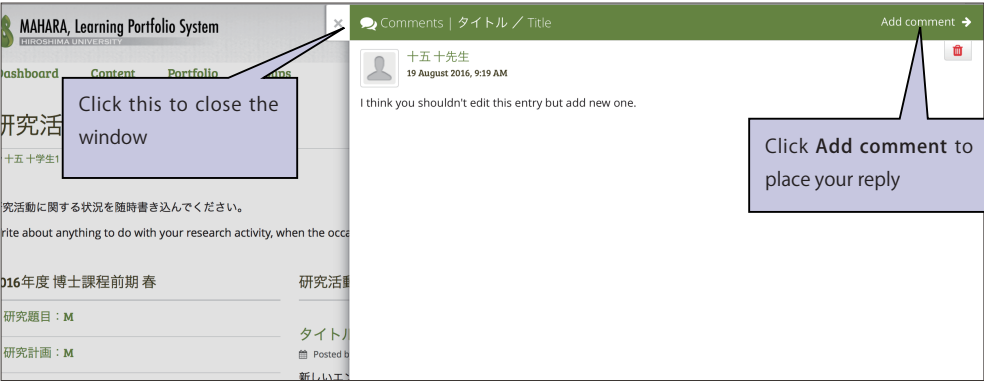 MAHARA, Learning Portfolio System
HIROSHIMA UNIVERSITY
× Comments | タイトル ／ Title
Add comment
Dashboard Content Portfolio
十五 十先生
19 August 2016, 9:19 AM
I think you shouldn't edit this entry but add new one.
Click this to close the
window
Click Add comment to
place your reply
研究活
十五 十学生1
究活動に関する状況を随時書き込んでください。
rite about anything to do with your research activity, when the occa
016年度 博士課程前期 春
研究題目：M
研究計画：M
研究活動
タイトル
Posted b
新しいエン